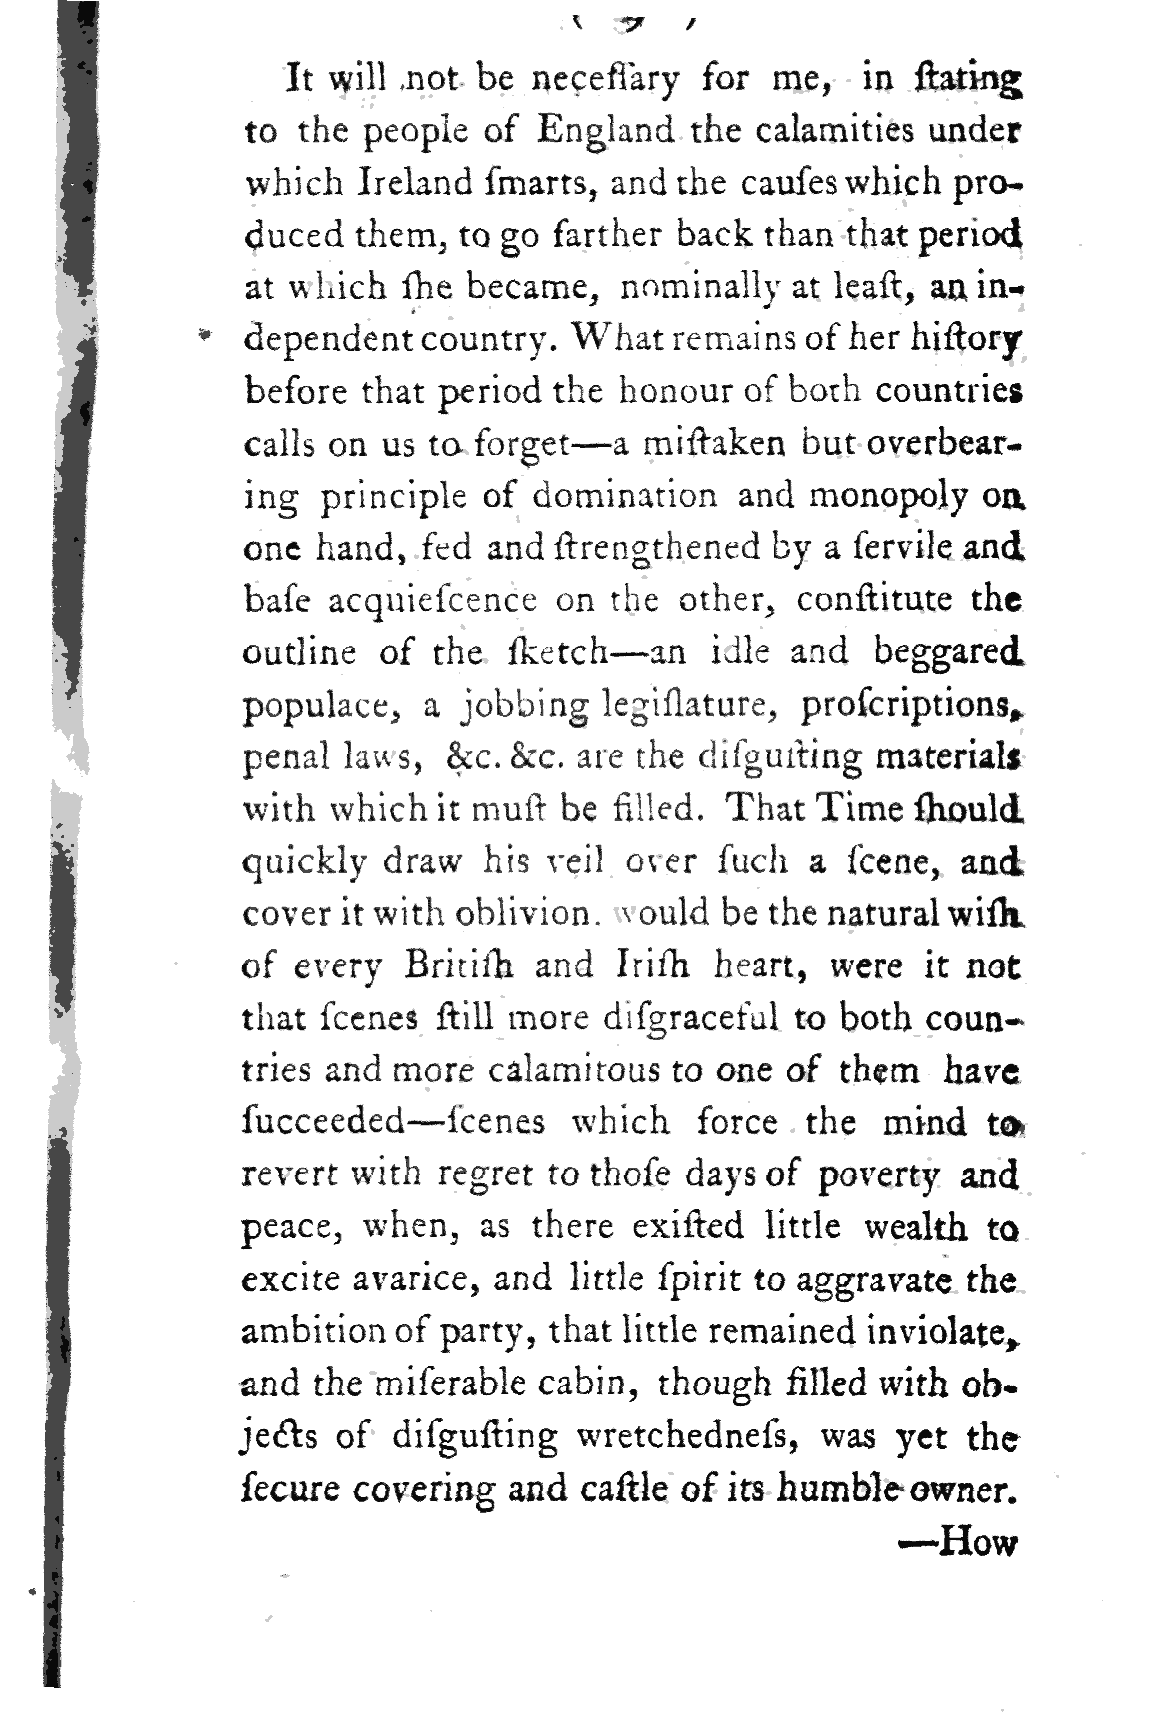 It will not be neceſſary for me, in ſtating
to the people of England the calamities under
which Ireland ſmarts, and the cauſes which pro-
duced them, to go farther back than that period
at which ſhe became, nominally at leaſt, an in-
dependent country. What remains of her hiſtory
before that period the honour of both countries
calls on us to forget—a miſtaken but overbear-
ing principle of domination and monopoly on
one hand, fed and ſtrengthened by a ſervile and
baſe acquieſcence on the other, conſtitute the
outline of the ſketch—an idle and beggared
populace, a jobbing legiſlature, proſcriptions,
penal laws, &c. &c. are the diſguſting materials
with which it muſt be filled. That Time ſhould
quickly draw his veil over ſuch a ſcene, and
cover it with oblivion. would be the natural wiſh
of every Britiſh and Iriſh heart, were it not
that ſcenes ſtill more diſgraceful to both coun-
tries and more calamitous to one of them have
ſucceeded—ſcenes which force the mind to
revert with regret to thoſe days of poverty and
peace, when, as there exiſted little wealth to
excite avarice, and little ſpirit to aggravate the
ambition of party, that little remained inviolate,
and the miſerable cabin, though filled with ob-
jects of diſguſting wretchedneſs, was yet the
ſecure covering and caſtle of its humble owner.
—How